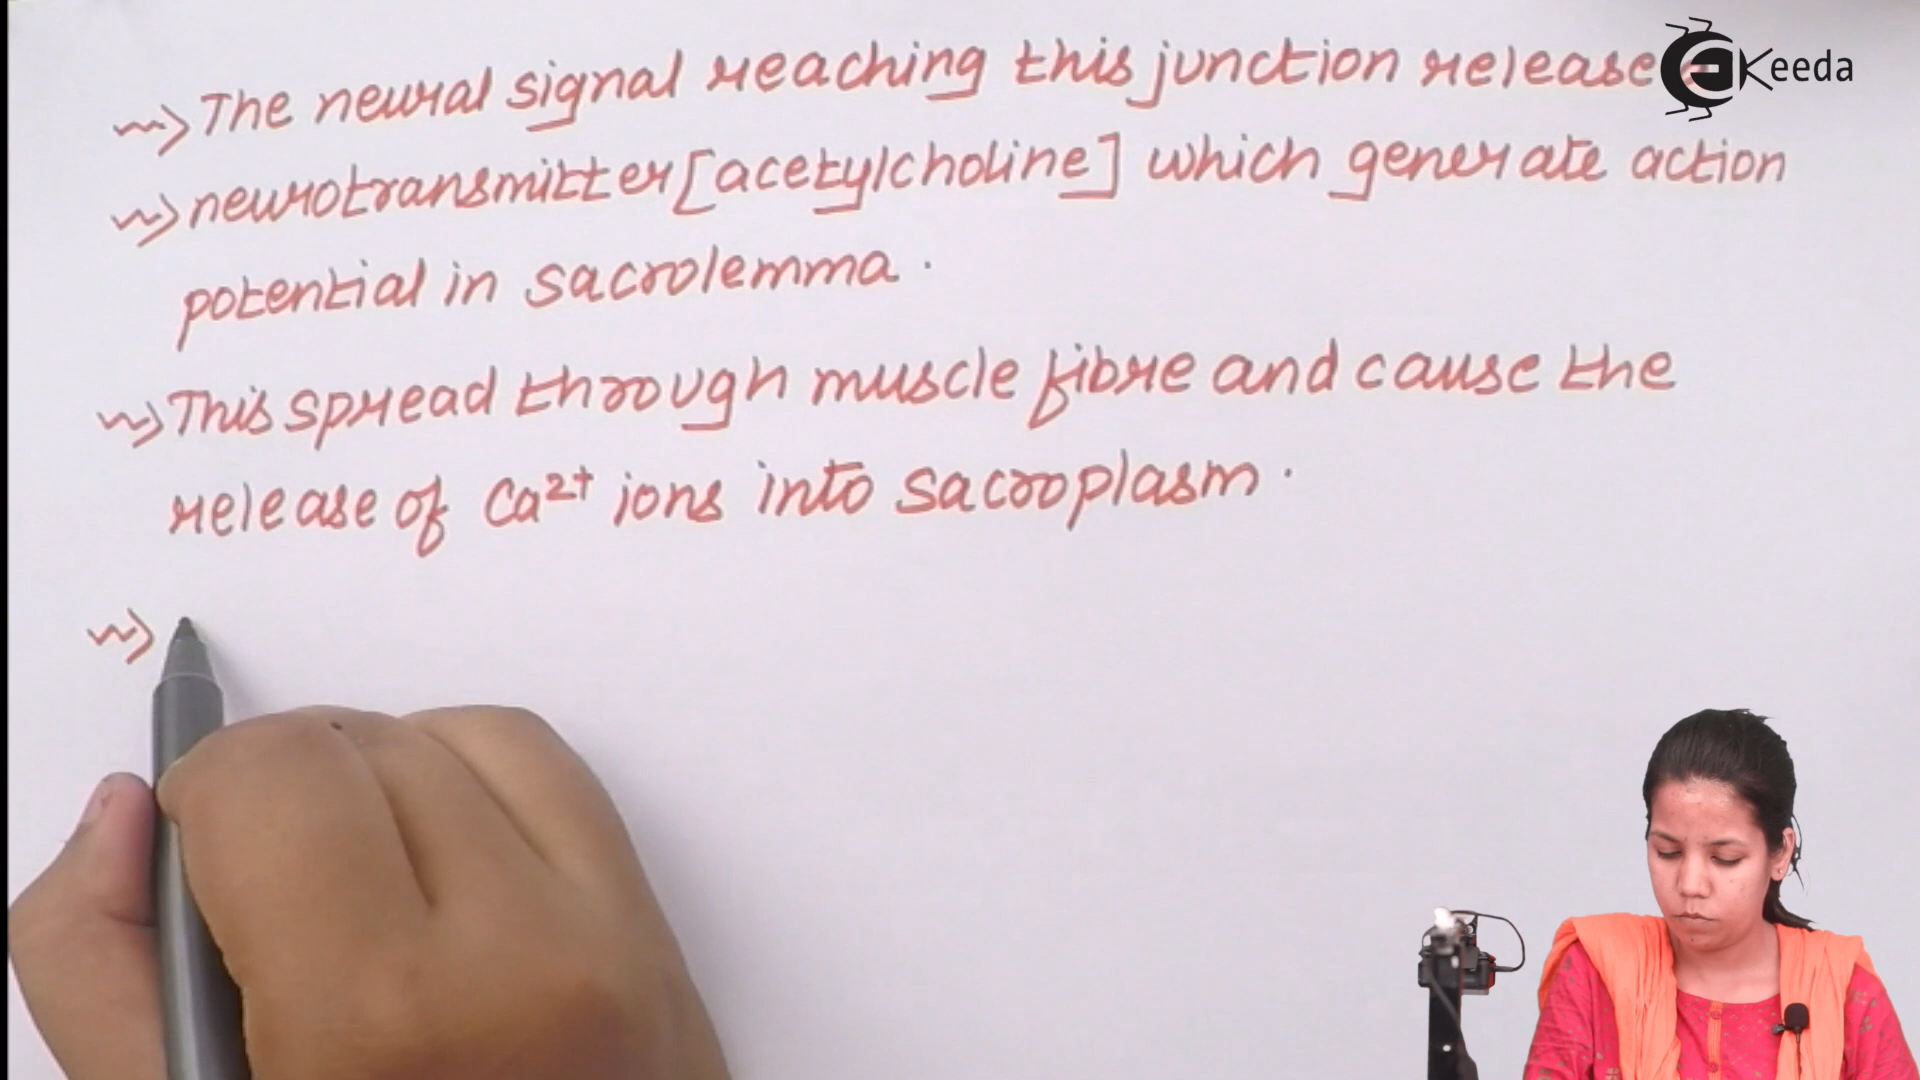 The neural signal reaching this junction release
Keeda
neurotransmitter [acetylcholine] which generate action
potential in sacrolemma.
This spread through muscle fibre and cause the
release of Ca²⁺ ions into sacroplasm.